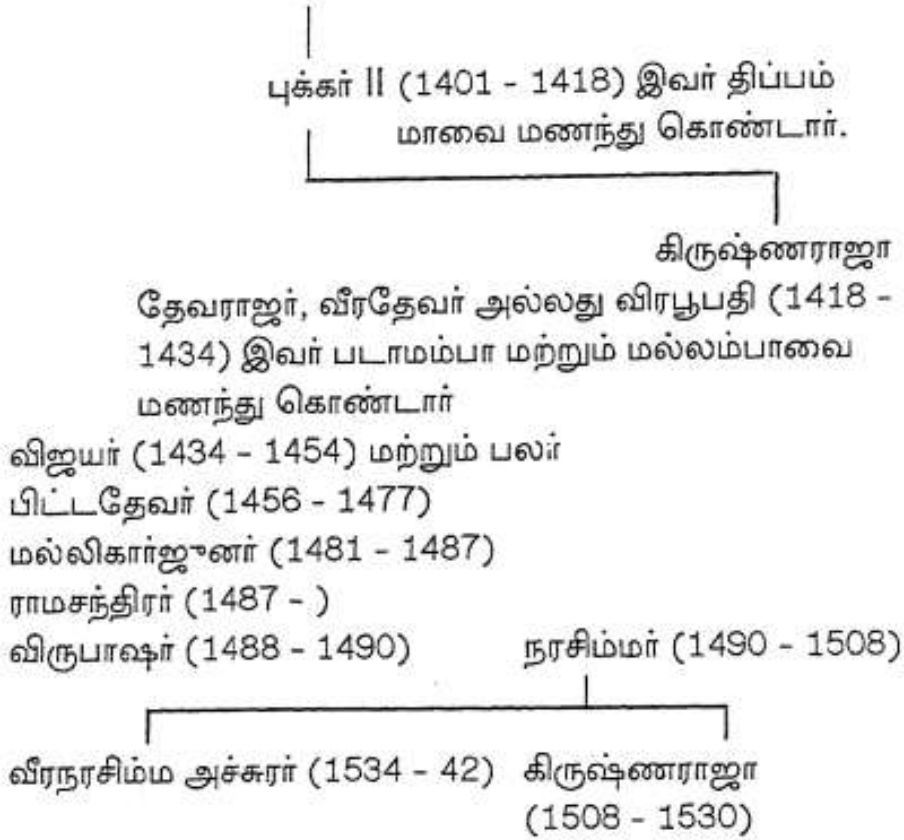 புக்கர் II (1401 - 1418) இவர் திப்பம்
மாவை மணந்து கொண்டார்.
கிருஷ்ணராஜா
தேவராஜர், வீரதேவர் அல்லது விரபூபதி (1418 -
1434) இவர் படாமம்பா மற்றும் மல்லம்பாவை
மணந்து கொண்டார்
விஜயர் (1434 - 1454) மற்றும் பலர்
பிட்டதேவர் (1456 - 1477)
மல்லிகார்ஜுனர் (1481 - 1487)
ராமசந்திரர் (1487 - )
விருபாஷர் (1488 - 1490) நரசிம்மர் (1490 - 1508)
வீரநரசிம்ம அச்சுரர் (1534 - 42) கிருஷ்ணராஜா
(1508 - 1530)